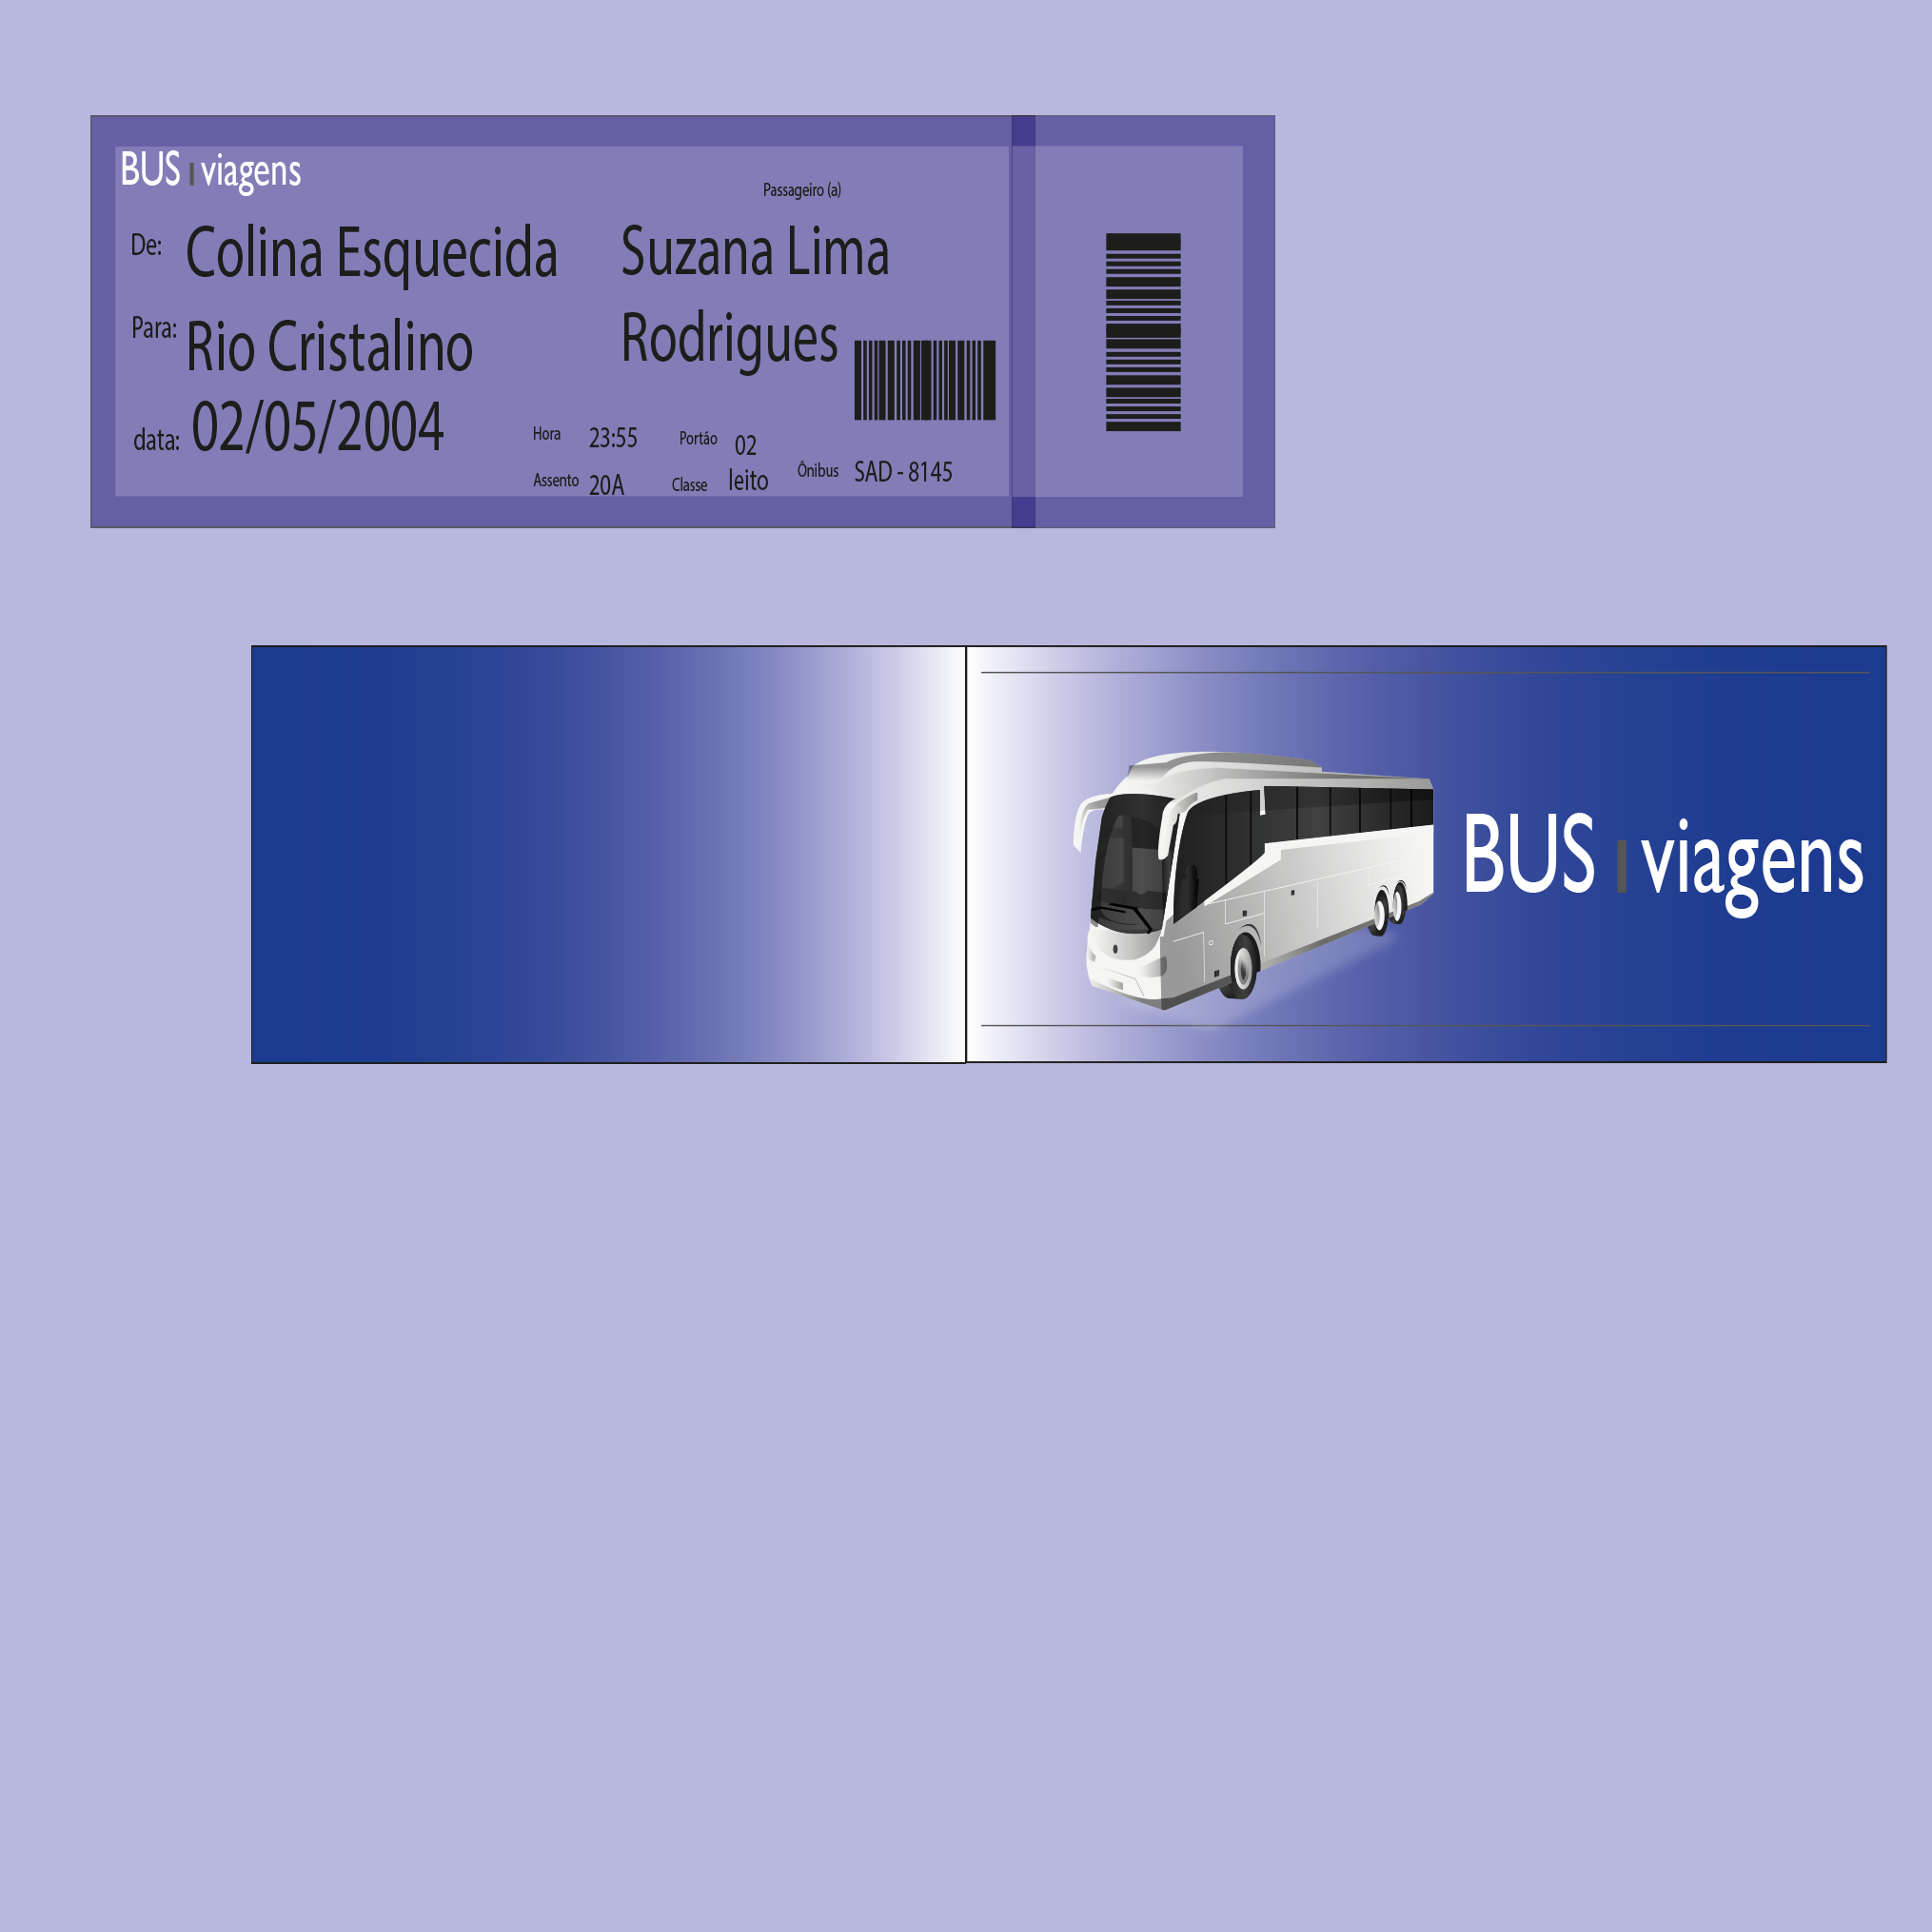 BUS | viagens
Passageiro (a)
De: Colina Esquecida
Suzana Lima
Para: Rio Cristalino
Rodrigues
data: 02/05/2004
Hora 23:55 Portáo 02
Assento 20A Classe leito Ônibus SAD - 8145
BUS | viagens